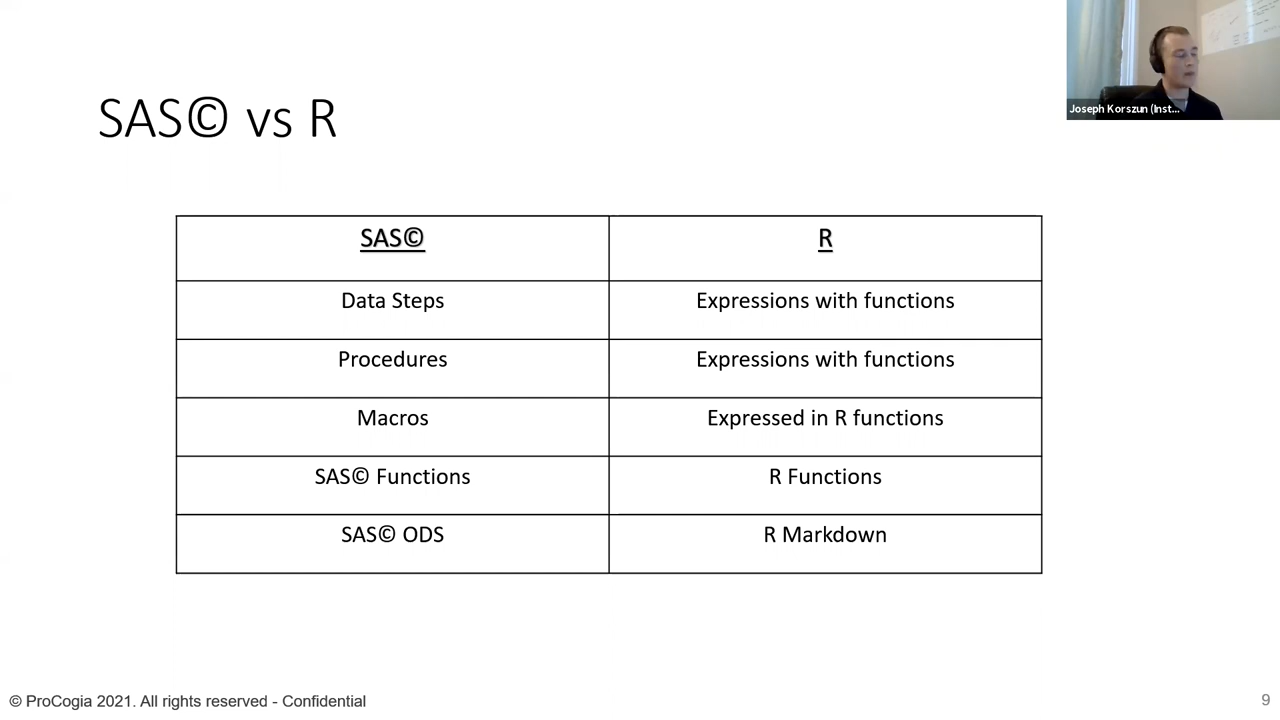 Joseph Korszun (Inst...
SAS© vs R
SAS© R
Data Steps Expressions with functions
Procedures Expressions with functions
Macros Expressed in R functions
SAS© Functions R Functions
SAS© ODS R Markdown
© ProCogia 2021. All rights reserved - Confidential
9